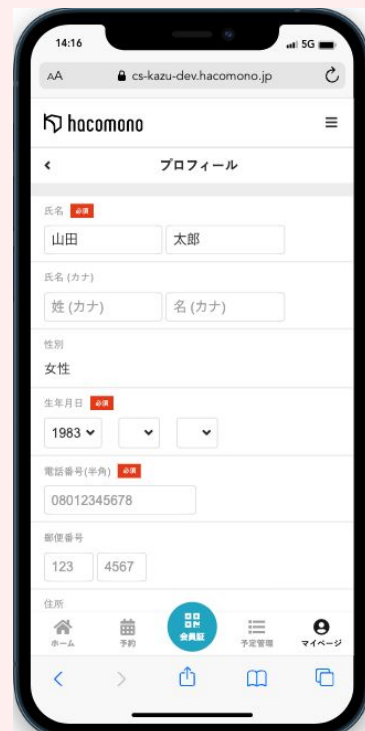 14:16
5G
AA cs-kazu-dev.hacomono.jp
hacomono
プロフィール
氏名 必須
山田 太郎
氏名 (カナ)
姓 (カナ) 名 (カナ)
性別
女性
生年月日 必須
1983
電話番号(半角) 必須
08012345678
郵便番号
123 4567
住所
ホーム 予約 会員証 予定管理 マイページ